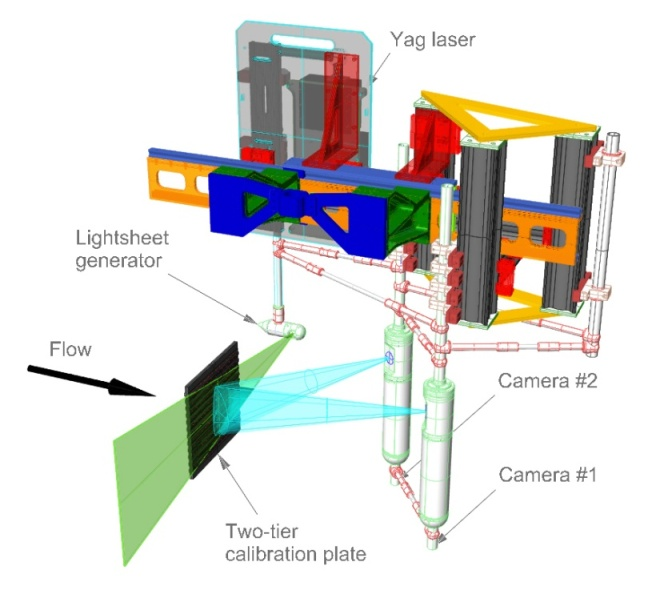 Yag laser
Lightsheet
generator
Flow
Camera #2
Camera #1
Two-tier
calibration plate